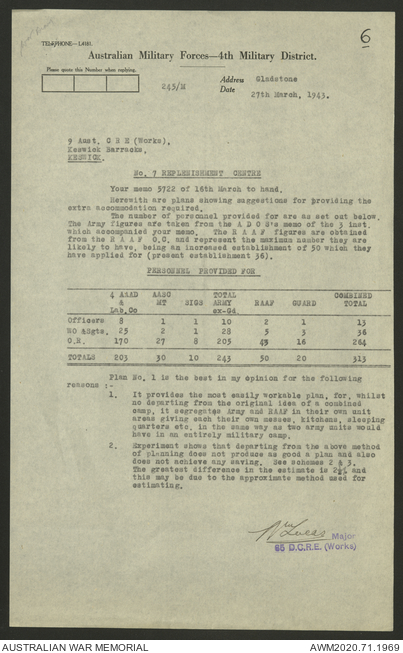 6
TELEPHONE—L4181.
Australian Military Forces—4th Military District.
Please quote this Number when replying.
243/M
Address Gladstone
Date 27th March, 1943.
9 Aust. C R E (Works),
Keswick Barracks,
KESWICK.
No. 7 REPLENISHMENT CENTRE
Your memo 5722 of 16th March to hand.
Herewith are plans showing suggestions for providing the
extra accommodation required.
The number of personnel provided for are as set out below.
The Army figures are taken from the A D O S's memo of the 3 inst.
which accompanied your memo. The R A A F figures are obtained
from the R A A F O.C. and represent the maximum number they are
likely to have, being an increased establishment of 50 which they
have applied for (present establishment 36).
PERSONNEL PROVIDED FOR
4 AAAD & Lab.Co AASC MT SIGS TOTAL ARMY ex-Gd RAAF GUARD COMBINED TOTAL
Officers 8 1 1 10 2 1 13
WO &Sgts. 25 2 1 28 5 3 36
O.R. 170 27 8 205 43 16 264
TOTALS 203 30 10 243 50 20 313
Plan No. 1 is the best in my opinion for the following
reasons :-
1. It provides the most easily workable plan, for, whilst
no departing from the original idea of a combined
camp, it segregates Army and RAAF in their own unit
areas giving each their own messes, kitchens, sleeping
quarters etc. in the same way as two army units would
have in an entirely military camp.
2. Experiment shows that departing from the above method
of planning does not produce as good a plan and also
does not achieve any saving. See schemes 2 & 3.
The greatest difference in the estimate is 2½% and
this may be due to the approximate method used for
estimating.
Major
65 D.C.R.E. (Works)
AUSTRALIAN WAR MEMORIAL
AWM2020.71.1969